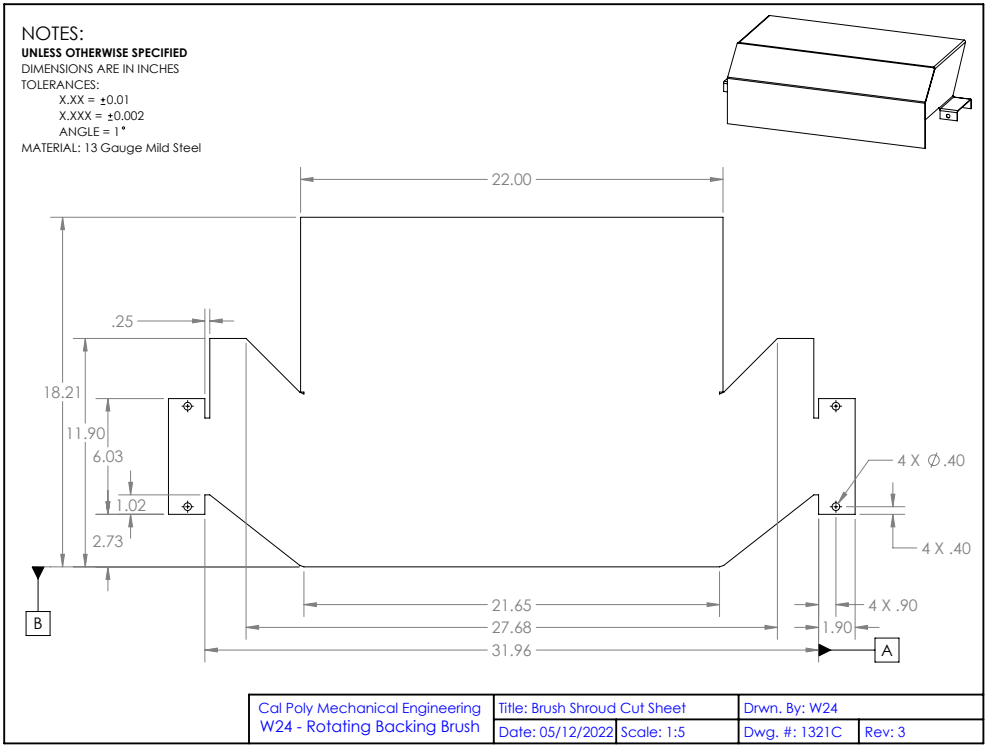 NOTES:
UNLESS OTHERWISE SPECIFIED
DIMENSIONS ARE IN INCHES
TOLERANCES:
X.XX = ±0.01
X.XXX = ±0.002
ANGLE = 1°
MATERIAL: 13 Gauge Mild Steel
22.00
.25
18.21
11.90
6.03
1.02
2.73
4 X Ø .40
4 X .40
21.65
4 X .90
27.68
1.90
31.96
A
B
Cal Poly Mechanical Engineering
W24 - Rotating Backing Brush
Title: Brush Shroud Cut Sheet
Drwn. By: W24
Date: 05/12/2022
Scale: 1:5
Dwg. #: 1321C
Rev: 3